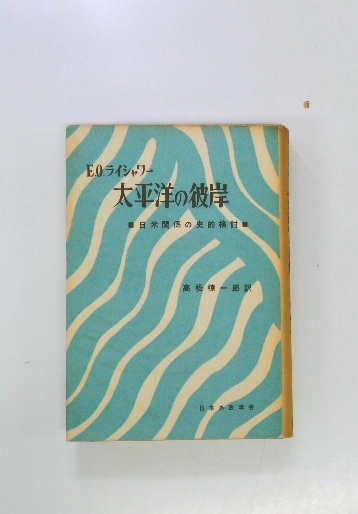 E.O.ライシャワー
太平洋の彼岸
■日米関係の史的検討■
高松棟一郎訳
日本外政学会